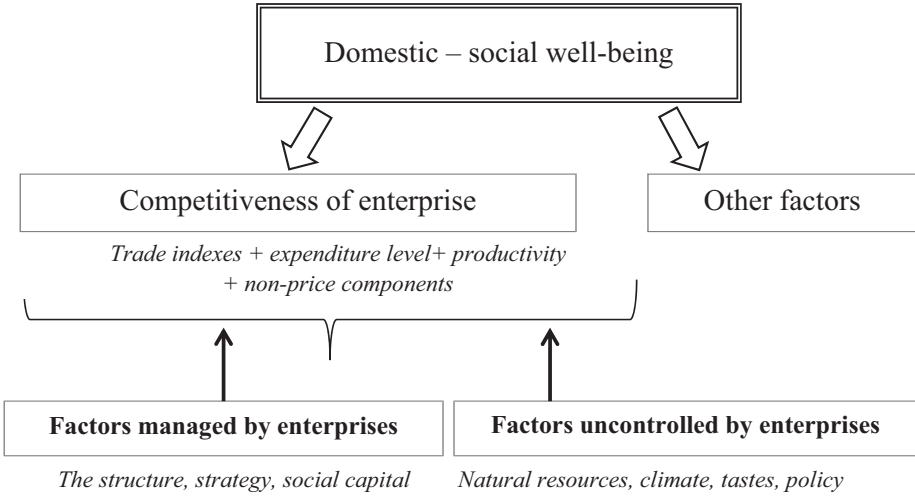 Domestic – social well-being
Competitiveness of enterprise
Other factors
Trade indexes + expenditure level+ productivity
+ non-price components
Factors managed by enterprises
Factors uncontrolled by enterprises
The structure, strategy, social capital
Natural resources, climate, tastes, policy